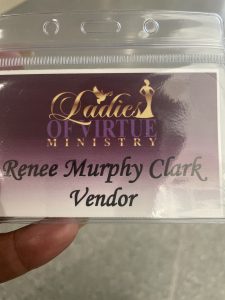 Ladies
OF VIRTUE
MINISTRY
Renee Murphy Clark
Vendor